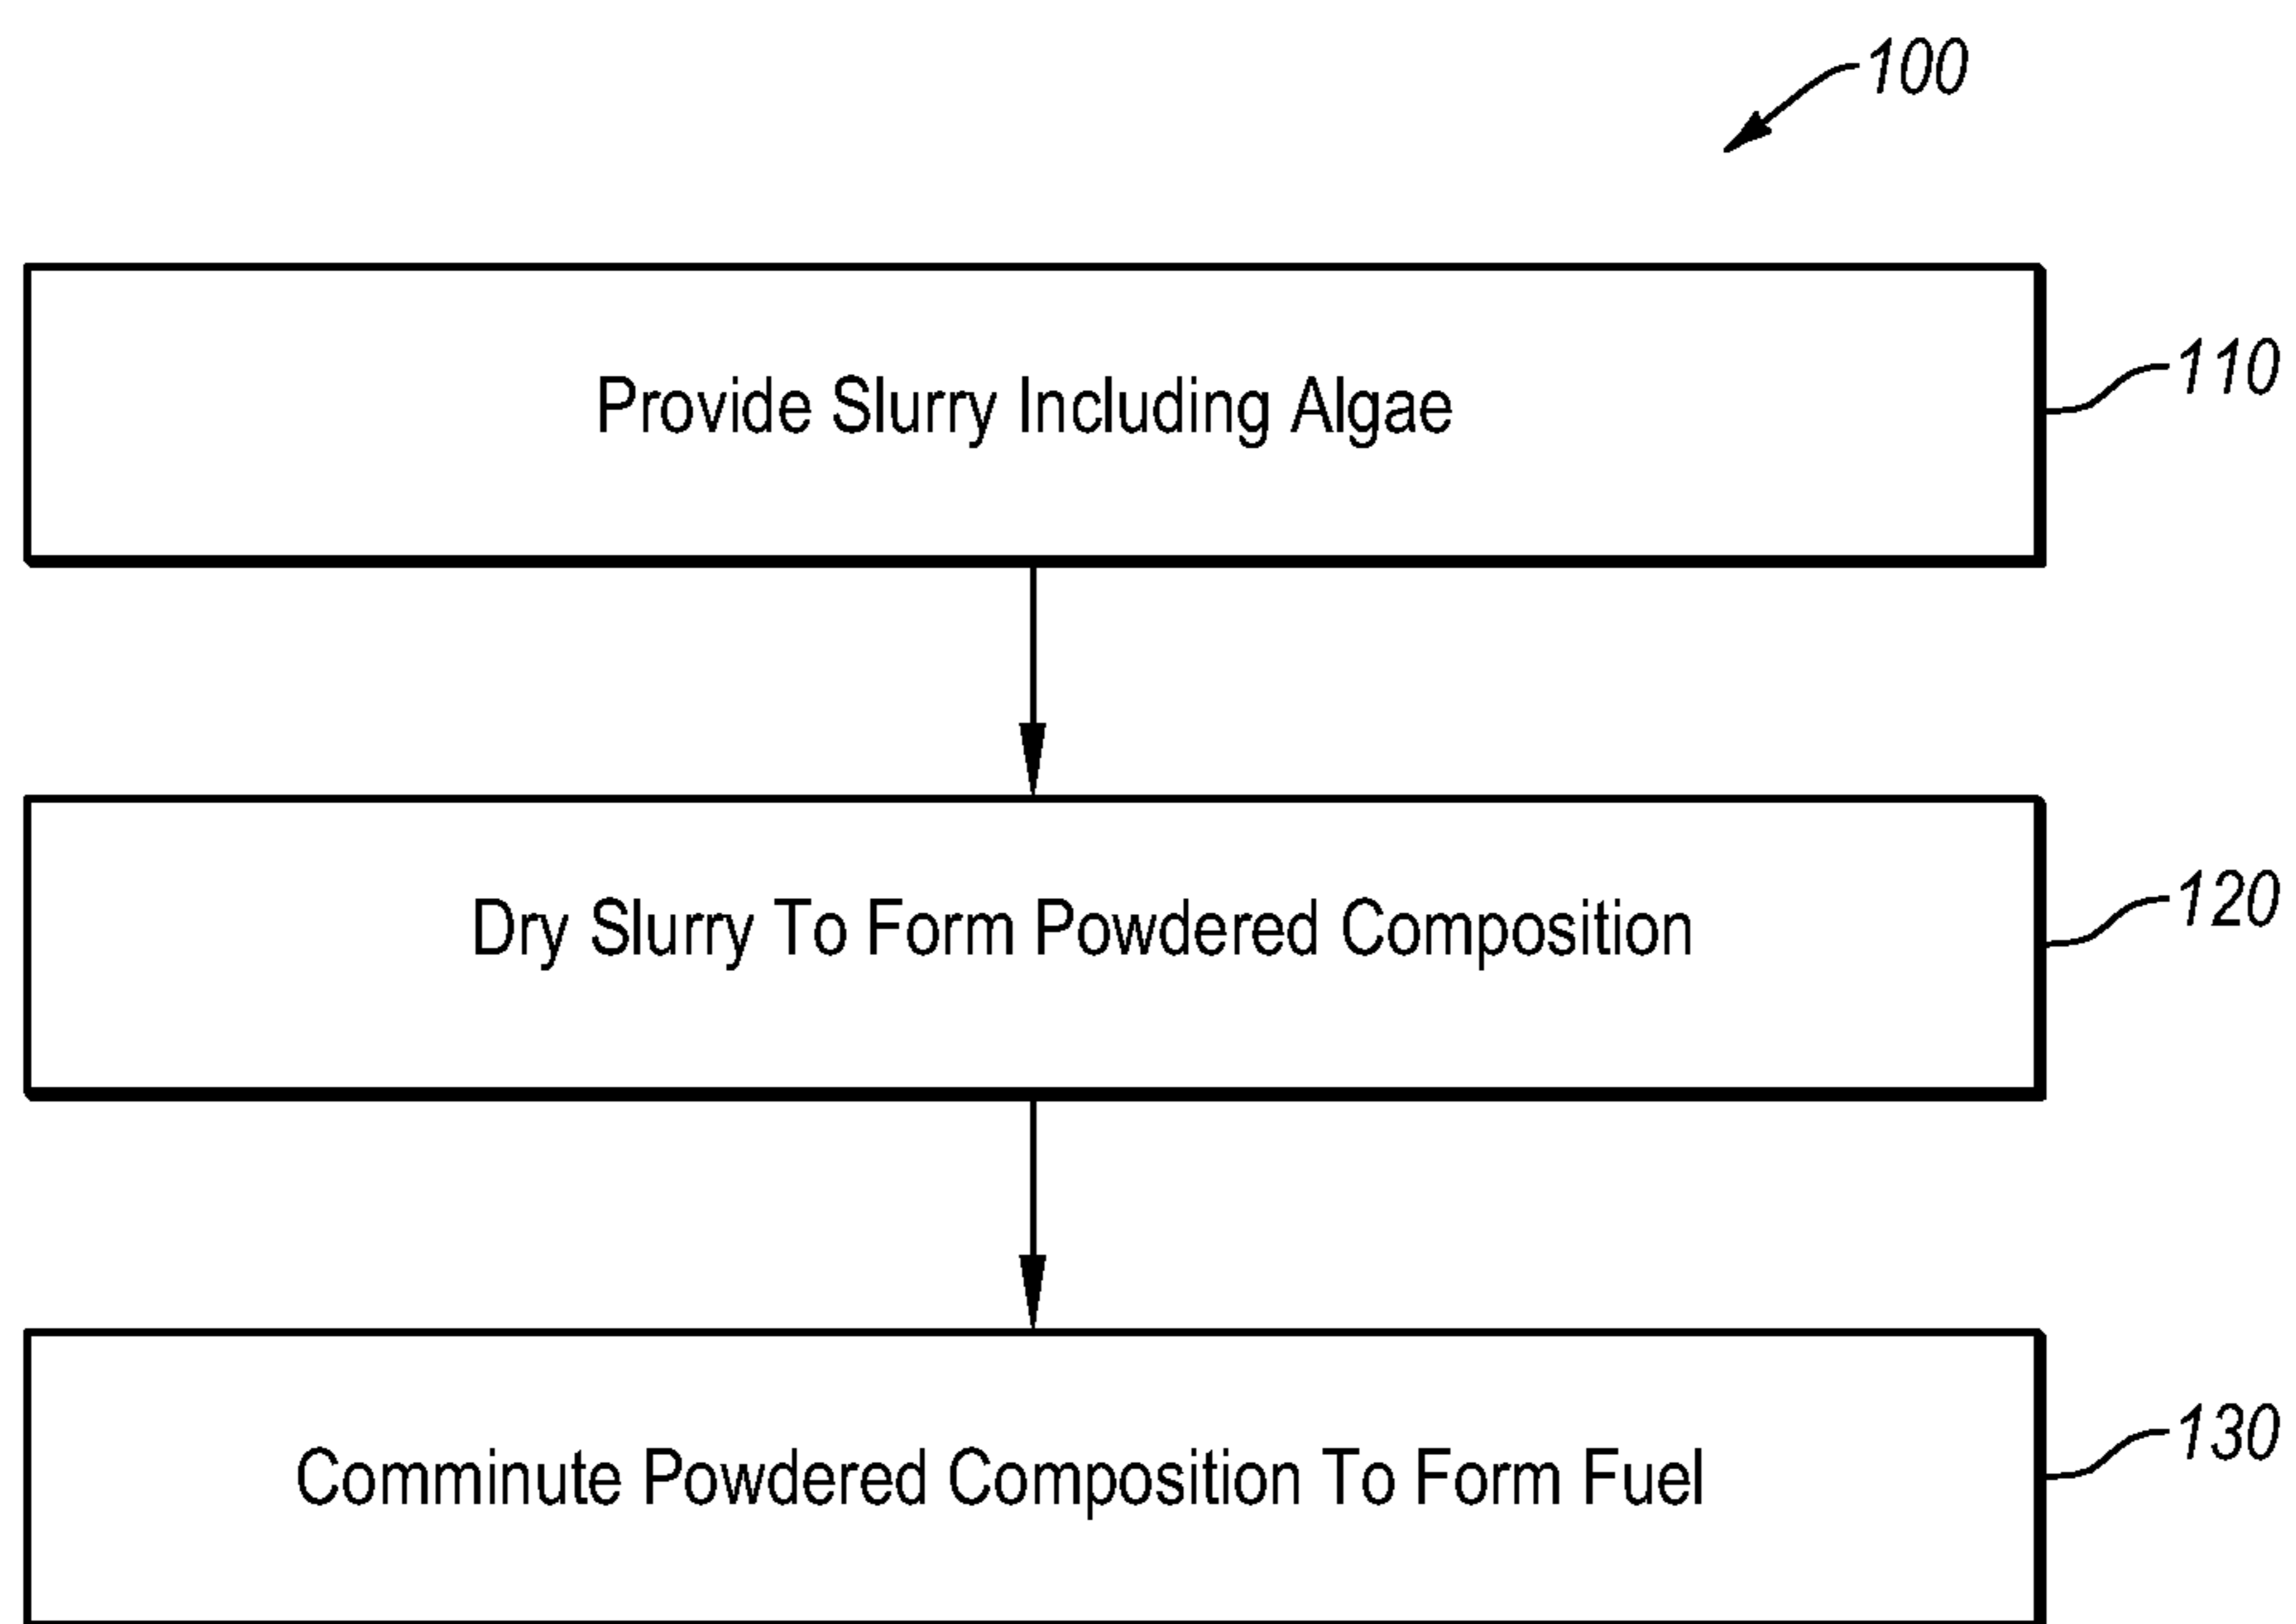 100
Provide Slurry Including Algae
110
Dry Slurry To Form Powdered Composition
120
Comminute Powdered Composition To Form Fuel
130